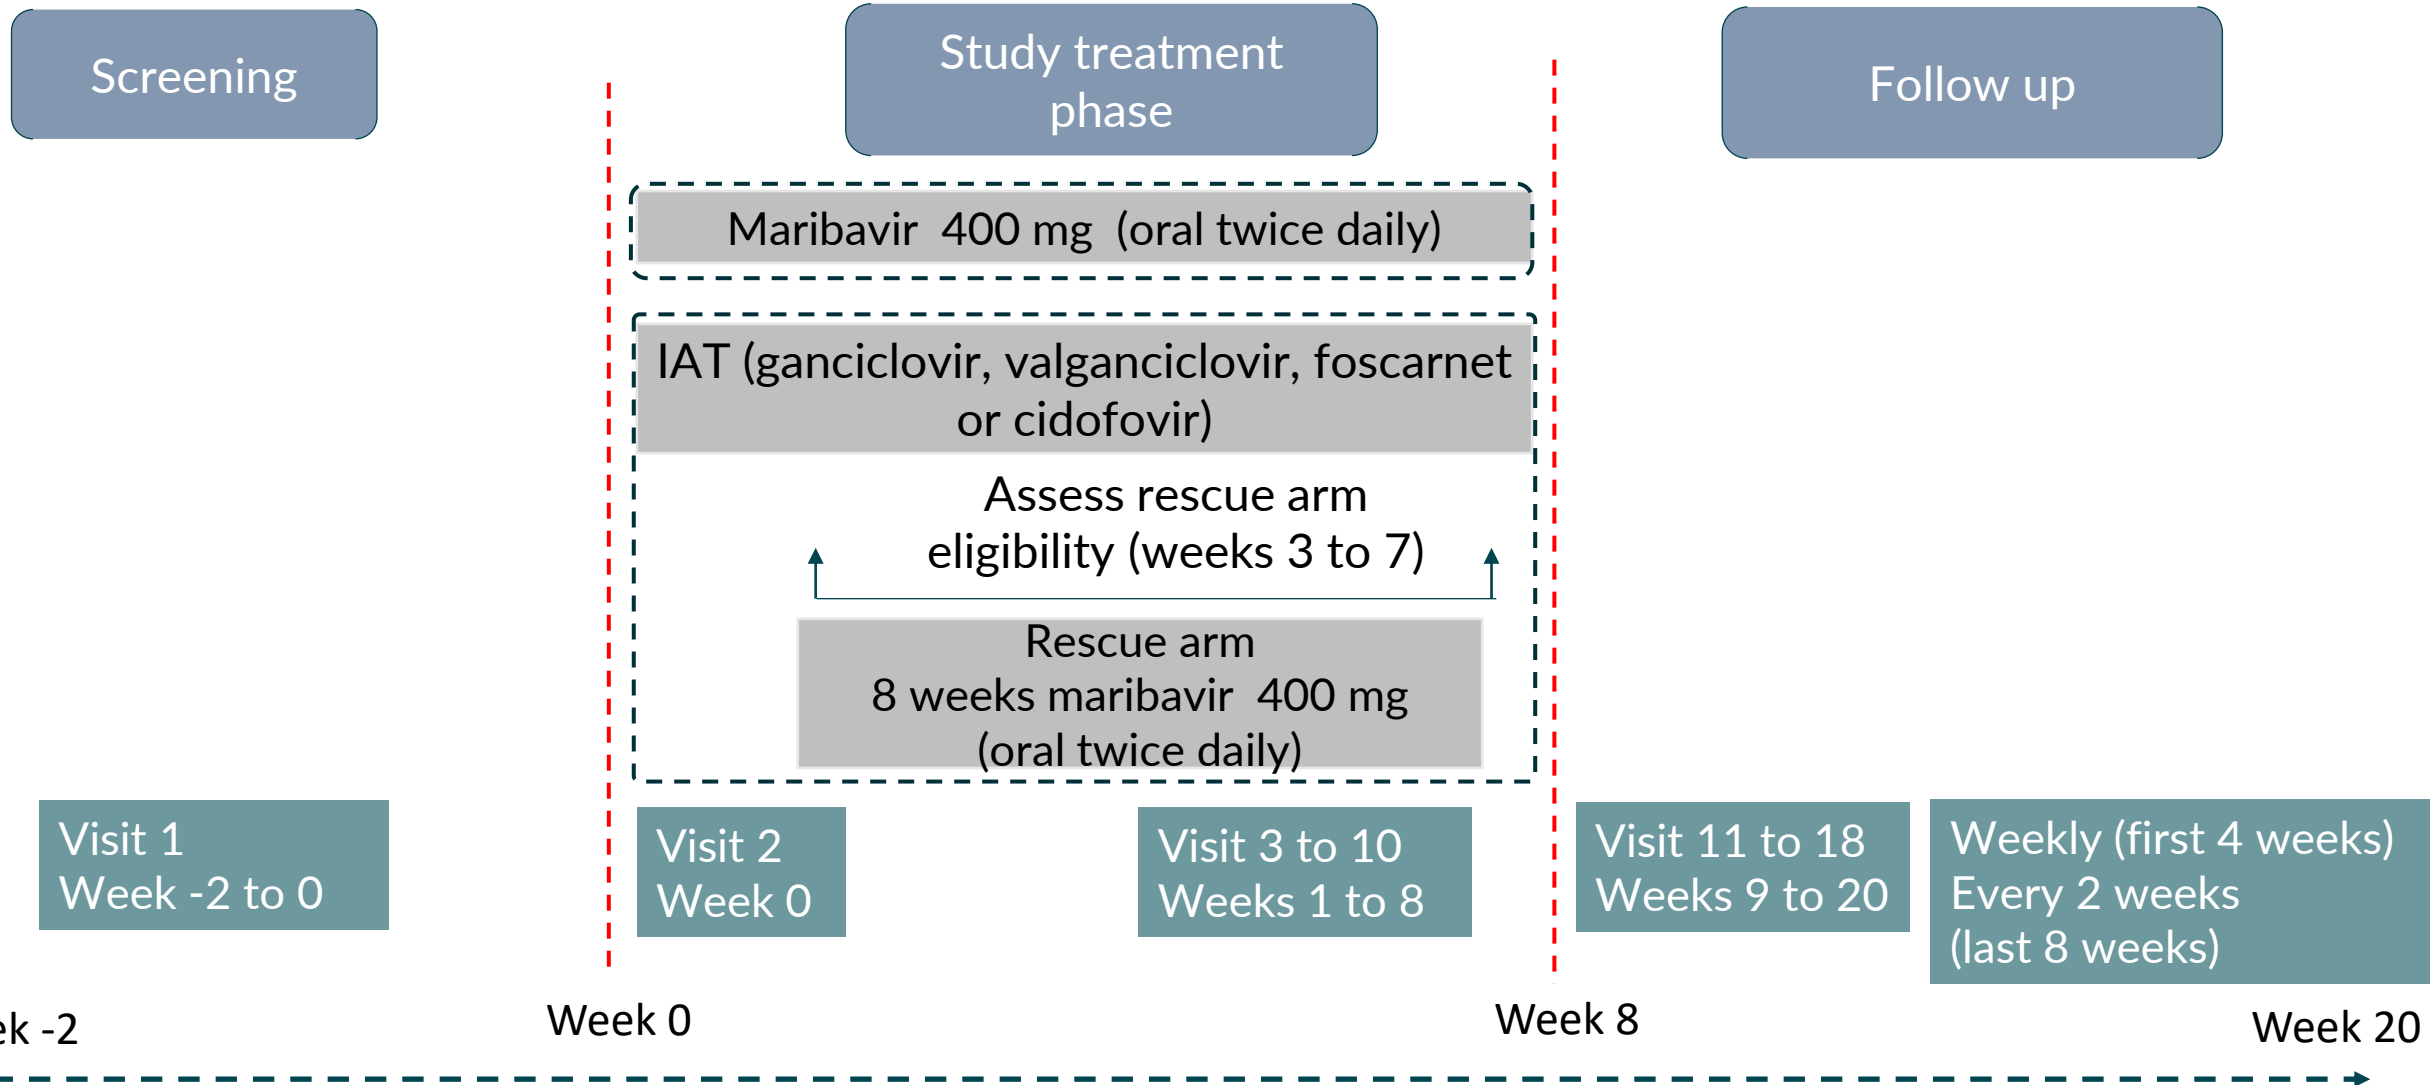 Screening
Study treatment
phase
Follow up
Maribavir 400 mg (oral twice daily)
IAT (ganciclovir, valganciclovir, foscarnet
or cidofovir)
Assess rescue arm
eligibility (weeks 3 to 7)
Rescue arm
8 weeks maribavir 400 mg
(oral twice daily)
Visit 1
Week -2 to 0
Visit 2
Week 0
Visit 3 to 10
Weeks 1 to 8
Visit 11 to 18
Weeks 9 to 20
Weekly (first 4 weeks)
Every 2 weeks
(last 8 weeks)
ek -2
Week 0
Week 8
Week 20